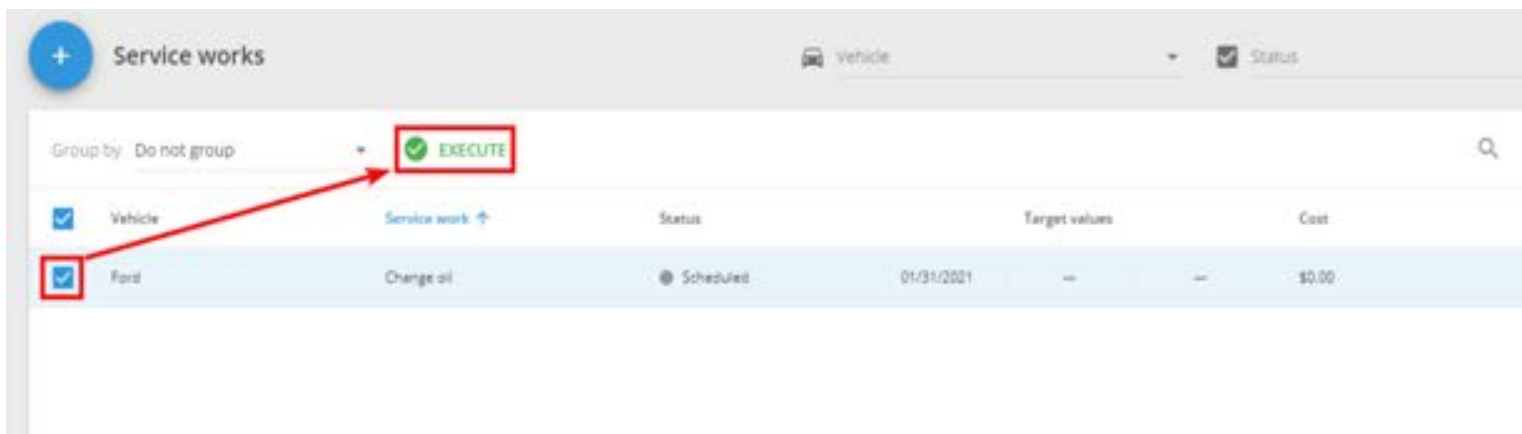 + Service works Vehicle Status
Group by Do not group EXECUTE
Vehicle Service work ↑ Status Target values Cost
Ford Change oil Scheduled 01/31/2021 — — $0.00